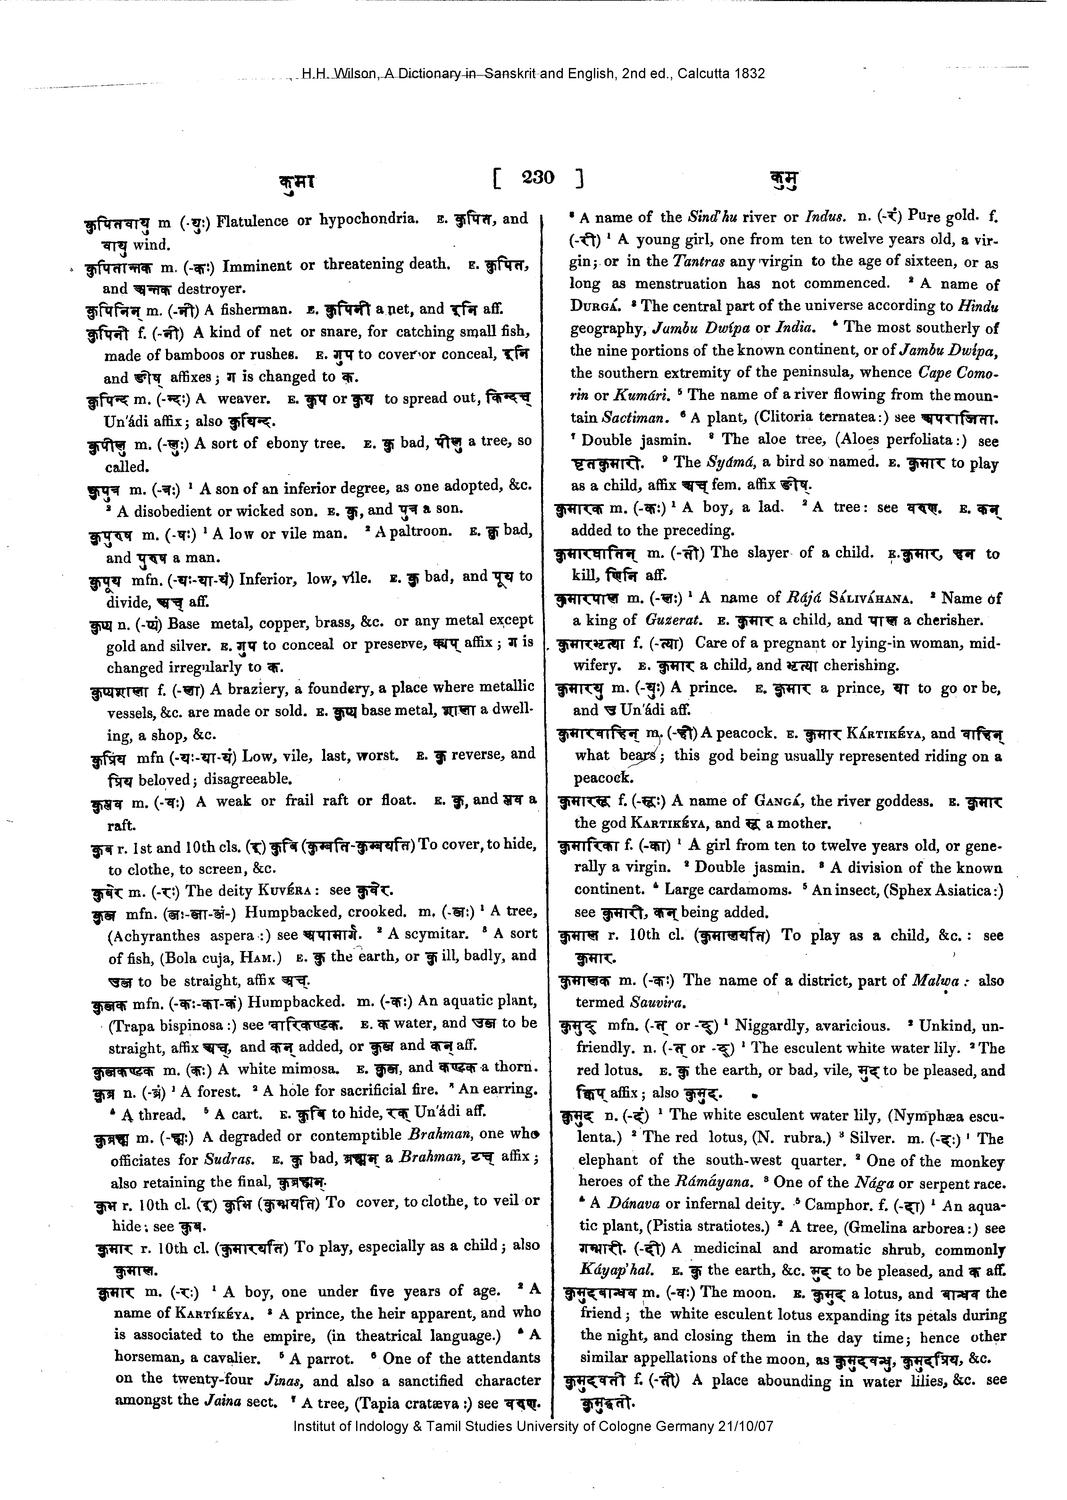 H.H. Wilson, A Dictionary in Sanskrit and English, 2nd ed., Calcutta 1832
कुमा [ 230 ] कुमु
कुपितवायु m (-युः) Flatulence or hypochondria. E. कुपित, and
वायु wind.
कुपितान्तक m. (-कः) Imminent or threatening death. E. कुपित,
and अन्तक destroyer.
कुपिनिन् m. (-नी) A fisherman. E. कुपिनी a net, and इनि aff.
कुपिनी f. (-नी) A kind of net or snare, for catching small fish,
made of bamboos or rushes. E. गुप to cover or conceal, इनि
and ङीष् affixes; ग is changed to क.
कुपिन्द m. (-न्दः) A weaver. E. कुप or कुय to spread out, किन्दच्
Un'ádi affix; also कुयिन्द.
कुपीलु m. (-लुः) A sort of ebony tree. E. कु bad, पीलु a tree, so
called.
कुपुत्र m. (-त्रः) ¹ A son of an inferior degree, as one adopted, &c.
² A disobedient or wicked son. E. कु, and पुत्र a son.
कुपुरुष m. (-षः) ¹ A low or vile man. ² A paltroon. E. कु bad,
and पुरुष a man.
कुपूय mfn. (-यः-या-यं) Inferior, low, vile. E. कु bad, and पूय to
divide, अच् aff.
कुप्य n. (-प्यं) Base metal, copper, brass, &c. or any metal except
gold and silver. E. गुप to conceal or preserve, क्यप् affix; ग is
changed irregularly to क.
कुप्यशाला f. (-ला) A braziery, a foundery, a place where metallic
vessels, &c. are made or sold. E. कुप्य base metal, शाला a dwell-
ing, a shop, &c.
कुप्रिय mfn (-यः-या-यं) Low, vile, last, worst. E. कु reverse, and
प्रिय beloved; disagreeable.
कुप्लव m. (-वः) A weak or frail raft or float. E. कु, and प्लव a
raft.
कुब r. 1st and 10th cls. (इ) कुबि (कुम्बति-कुम्बयति) To cover, to hide,
to clothe, to screen, &c.
कुबेर m. (-रः) The deity KUVÉRA: see कुवेर.
कुब्ज mfn. (ब्जः-ब्जा-ब्जं-) Humpbacked, crooked. m. (-ब्जः) ¹ A tree,
(Achyranthes aspera:) see अपामार्ग. ² A scymitar. ³ A sort
of fish, (Bola cuja, HAM.) E. कु the earth, or कु ill, badly, and
उब्ज to be straight, affix अच्.
कुब्जक mfn. (-कः-का-कं) Humpbacked. m. (-कः) An aquatic plant,
(Trapa bispinosa:) see वारिकण्टक. E. क water, and उब्ज to be
straight, affix अच्, and कन् added, or कुब्ज and कन् aff.
कुब्जकण्टक m. (कः) A white mimosa. E. कुब्ज, and कण्टक a thorn.
कुब्र n. (-ब्रं) ¹ A forest. ² A hole for sacrificial fire. ³ An earring.
⁴ A thread. ⁵ A cart. E. कुबि to hide, रक् Un'ádi aff.
कुब्रह्म m. (-ह्मः) A degraded or contemptible Brahman, one who
officiates for Sudras. E. कु bad, ब्रह्मन् a Brahman, टच् affix;
also retaining the final, कुब्रह्मन्.
कुभ r. 10th cl. (इ) कुभि (कुम्भयति) To cover, to clothe, to veil or
hide; see कुब.
कुमार r. 10th cl. (कुमारयति) To play, especially as a child; also
कुमाल.
कुमार m. (-रः) ¹ A boy, one under five years of age. ² A
name of KARTÍKÉYA. ³ A prince, the heir apparent, and who
is associated to the empire, (in theatrical language.) ⁴ A
horseman, a cavalier. ⁵ A parrot. ⁶ One of the attendants
on the twenty-four Jinas, and also a sanctified character
amongst the Jaina sect. ⁷ A tree, (Tapia cratæva:) see वरुण.
⁸ A name of the Sind'hu river or Indus. n. (-रं) Pure gold. f.
(-री) ¹ A young girl, one from ten to twelve years old, a vir-
gin; or in the Tantras any virgin to the age of sixteen, or as
long as menstruation has not commenced. ² A name of
DURGÁ. ³ The central part of the universe according to Hindu
geography, Jumbu Dwípa or India. ⁴ The most southerly of
the nine portions of the known continent, or of Jambu Dwípa,
the southern extremity of the peninsula, whence Cape Como-
rin or Kumári. ⁵ The name of a river flowing from the moun-
tain Sactiman. ⁶ A plant, (Clitoria ternatea:) see अपराजिता.
⁷ Double jasmin. ⁸ The aloe tree, (Aloes perfoliata:) see
घृतकुमारी. ⁹ The Syámá, a bird so named. E. कुमार to play
as a child, affix अच् fem. affix ङीष्.
कुमारक m. (-कः) ¹ A boy, a lad. ² A tree: see वरुण. E. कन्
added to the preceding.
कुमारघातिन् m. (-ती) The slayer of a child. E. कुमार, हन to
kill, णिनि aff.
कुमारपाल m. (-लः) ¹ A name of Rájá SÁLIVÁHANA. ² Name of
a king of Guzerat. E. कुमार a child, and पाल a cherisher.
कुमारभृत्या f. (-त्या) Care of a pregnant or lying-in woman, mid-
wifery. E. कुमार a child, and भृत्या cherishing.
कुमारयु m. (-युः) A prince. E. कुमार a prince, या to go or be,
and उ Un'ádi aff.
कुमारवाहिन् m. (-ही) A peacock. E. कुमार KÁRTIKÉYA, and वाहिन्
what bears; this god being usually represented riding on a
peacock.
कुमारसू f. (-सूः) A name of GANGÁ, the river goddess. E. कुमार
the god KARTIKÉYA, and सू a mother.
कुमारिका f. (-का) ¹ A girl from ten to twelve years old, or gene-
rally a virgin. ² Double jasmin. ³ A division of the known
continent. ⁴ Large cardamoms. ⁵ An insect, (Sphex Asiatica:)
see कुमारी, कन् being added.
कुमाल r. 10th cl. (कुमालयति) To play as a child, &c.: see
कुमार.
कुमालक m. (-कः) The name of a district, part of Malwa: also
termed Sauvira.
कुमुद् mfn. (-त् or -द्) ¹ Niggardly, avaricious. ² Unkind, un-
friendly. n. (-त् or -द्) ¹ The esculent white water lily. ² The
red lotus. E. कु the earth, or bad, vile, मुद् to be pleased, and
क्विप् affix; also कुमुद.
कुमुद n. (-दं) ¹ The white esculent water lily, (Nymphæa escu-
lenta.) ² The red lotus, (N. rubra.) ³ Silver. m. (-दः) ¹ The
elephant of the south-west quarter. ² One of the monkey
heroes of the Rámáyana. ³ One of the Nága or serpent race.
⁴ A Dánava or infernal deity. ⁵ Camphor. f. (-दा) ¹ An aqua-
tic plant, (Pistia stratiotes.) ² A tree, (Gmelina arborea:) see
गम्भारी. (-दी) A medicinal and aromatic shrub, commonly
Káyap'hal. E. कु the earth, &c. मुद् to be pleased, and क aff.
कुमुदबान्धव m. (-वः) The moon. E. कुमुद a lotus, and बान्धव the
friend; the white esculent lotus expanding its petals during
the night, and closing them in the day time; hence other
similar appellations of the moon, as कुमुदबन्धु, कुमुदप्रिय, &c.
कुमुदवती f. (-ती) A place abounding in water lilies, &c. see
कुमुद्वती.
Institut of Indology & Tamil Studies University of Cologne Germany 21/10/07